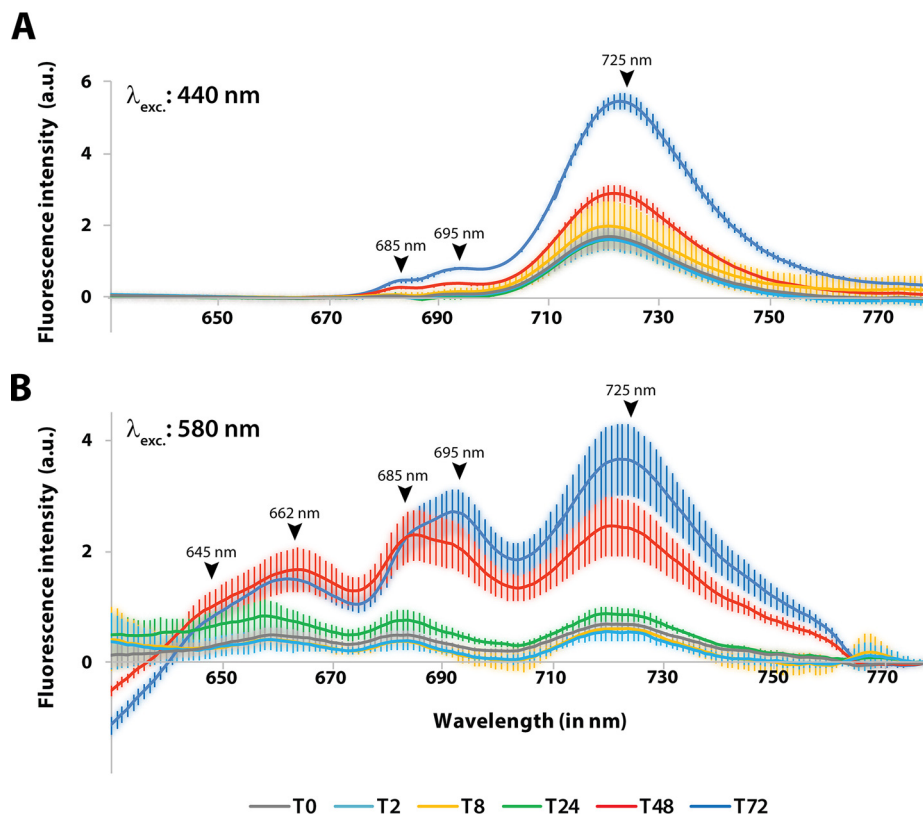 A
Fluorescence intensity (a.u.)
λexc.: 440 nm
6
4
2
0
685 nm
695 nm
725 nm
650
670
690
710
730
750
770
B
Fluorescence intensity (a.u.)
λexc.: 580 nm
4
2
0
645 nm
662 nm
685 nm
695 nm
725 nm
650
670
690
710
730
750
770
Wavelength (in nm)
T0 T2 T8 T24 T48 T72